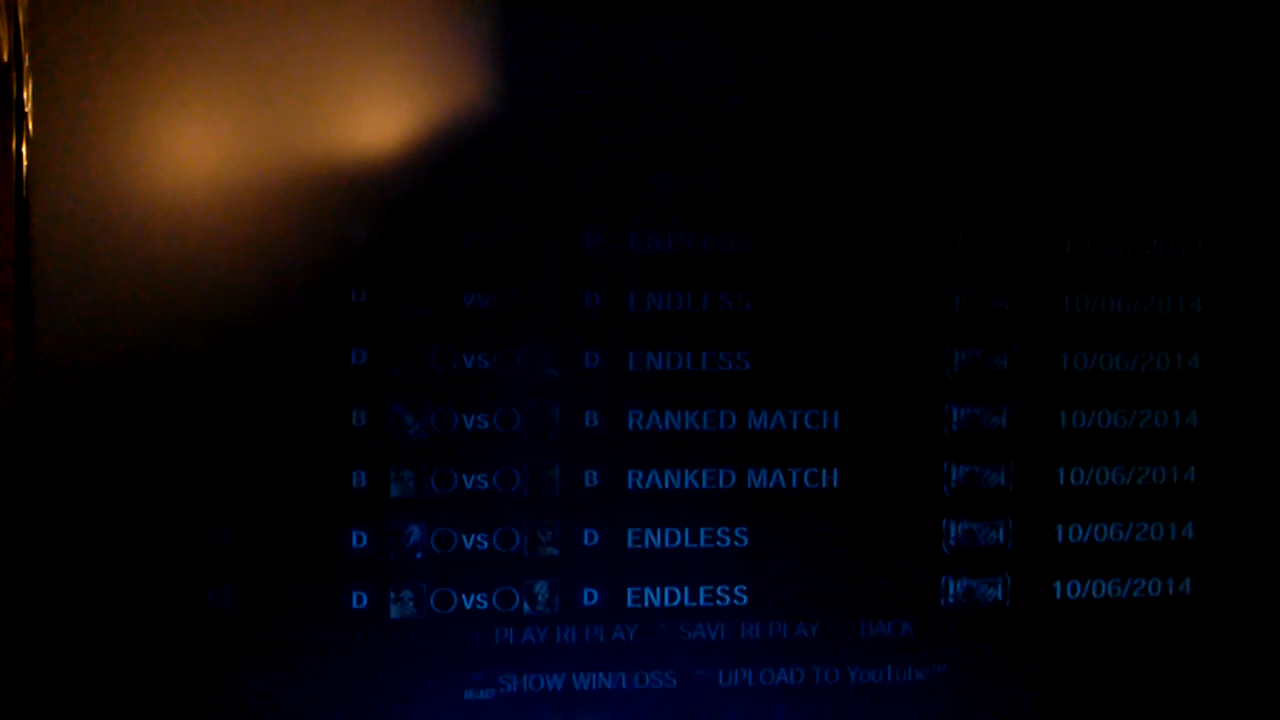 ENDLESS
D VS D ENDLESS 10/06/2014
D VS D ENDLESS 10/06/2014
B VS B RANKED MATCH 10/06/2014
B VS B RANKED MATCH 10/06/2014
D VS D ENDLESS 10/06/2014
D VS D ENDLESS 10/06/2014
PLAY REPLAY SAVE REPLAY BACK
SELECT SHOW WIN/LOSS UPLOAD TO YouTube™